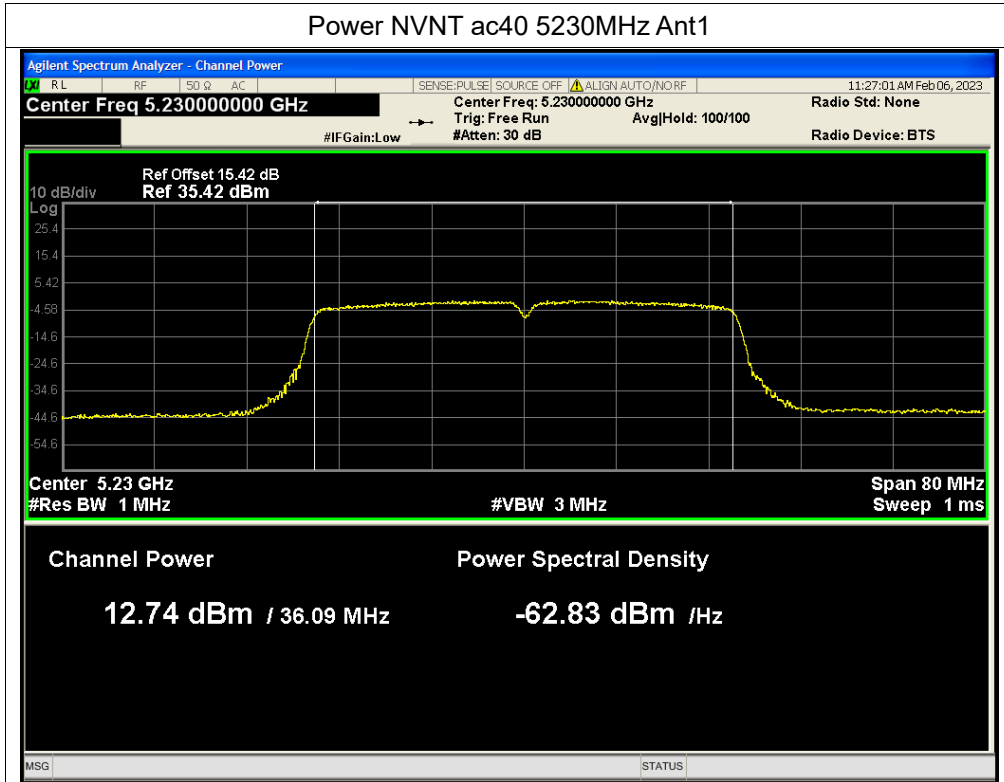 Power NVNT ac40 5230MHz Ant1
Agilent Spectrum Analyzer - Channel Power
LXI RL RF 50 Ω AC SENSE:PULSE SOURCE OFF ALIGN AUTO/NO RF 11:27:01 AM Feb 06, 2023
Center Freq 5.230000000 GHz Center Freq: 5.230000000 GHz Radio Std: None
Trig: Free Run Avg|Hold: 100/100
#IFGain:Low #Atten: 30 dB Radio Device: BTS
Ref Offset 15.42 dB
10 dB/div Ref 35.42 dBm
Log
25.4
15.4
5.42
-4.58
-14.6
-24.6
-34.6
-44.6
-54.6
Center 5.23 GHz Span 80 MHz
#Res BW 1 MHz #VBW 3 MHz Sweep 1 ms
Channel Power Power Spectral Density
12.74 dBm / 36.09 MHz -62.83 dBm /Hz
MSG STATUS